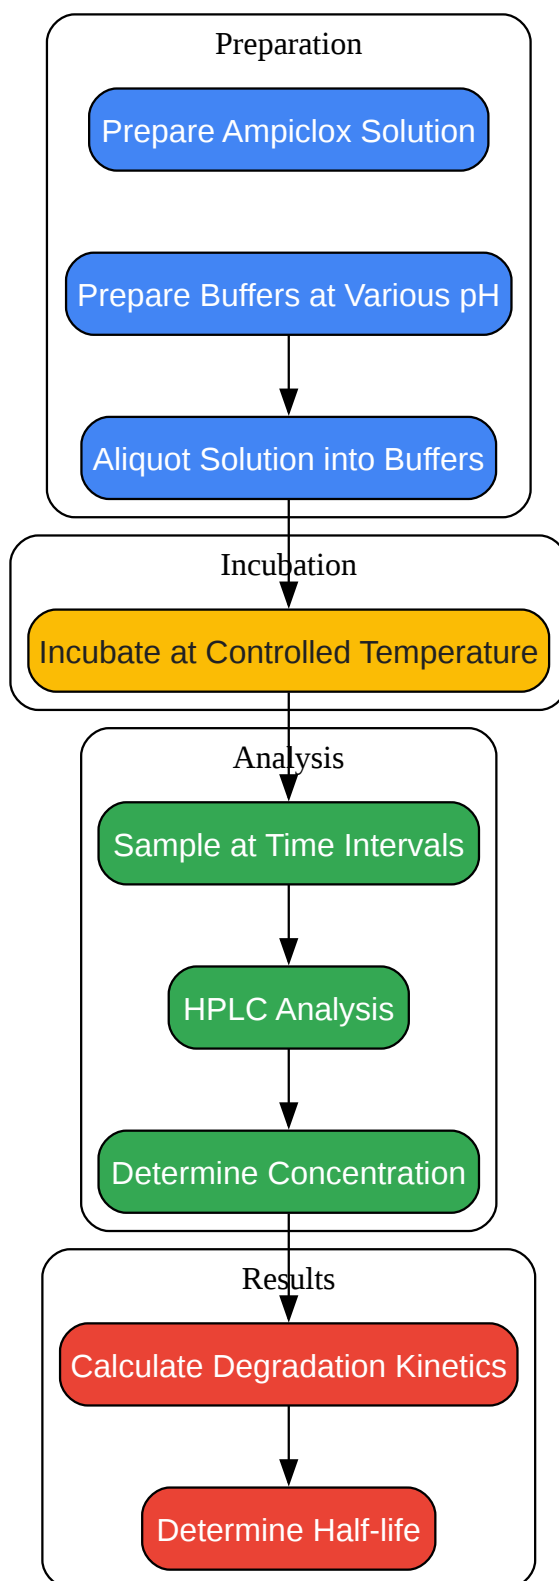 Preparation
Prepare Ampiclox Solution
Prepare Buffers at Various pH
Aliquot Solution into Buffers
Incubation
Incubate at Controlled Temperature
Analysis
Sample at Time Intervals
HPLC Analysis
Determine Concentration
Results
Calculate Degradation Kinetics
Determine Half-life